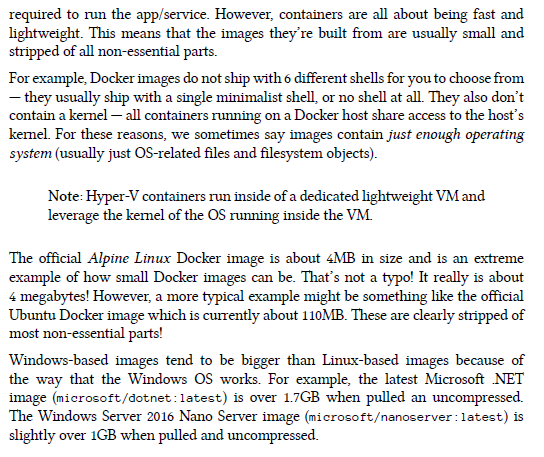 required to run the app/service. However, containers are all about being fast and
lightweight. This means that the images they’re built from are usually small and
stripped of all non-essential parts.
For example, Docker images do not ship with 6 different shells for you to choose from
— they usually ship with a single minimalist shell, or no shell at all. They also don’t
contain a kernel — all containers running on a Docker host share access to the host’s
kernel. For these reasons, we sometimes say images contain just enough operating
system (usually just OS-related files and filesystem objects).
Note: Hyper-V containers run inside of a dedicated lightweight VM and
leverage the kernel of the OS running inside the VM.
The official Alpine Linux Docker image is about 4MB in size and is an extreme
example of how small Docker images can be. That’s not a typo! It really is about
4 megabytes! However, a more typical example might be something like the official
Ubuntu Docker image which is currently about 110MB. These are clearly stripped of
most non-essential parts!
Windows-based images tend to be bigger than Linux-based images because of
the way that the Windows OS works. For example, the latest Microsoft .NET
image (microsoft/dotnet:latest) is over 1.7GB when pulled an uncompressed.
The Windows Server 2016 Nano Server image (microsoft/nanoserver:latest) is
slightly over 1GB when pulled and uncompressed.